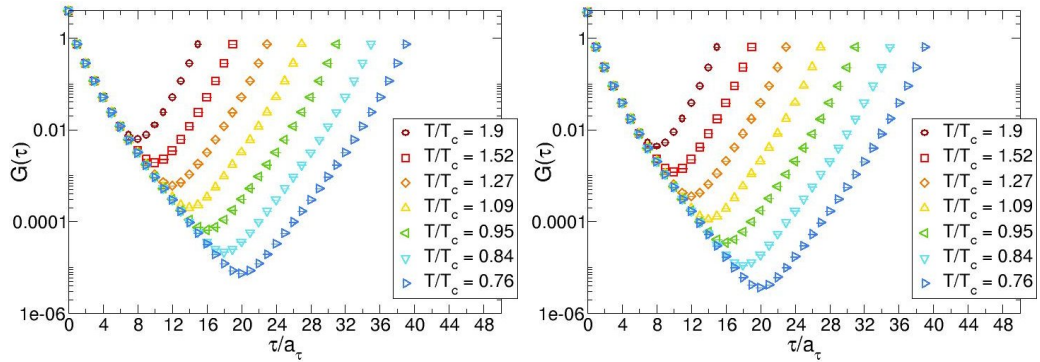 1
0.01
0.0001
1e-06
G(τ)
0 4 8 12 16 20 24 28 32 36 40 44 48
τ/a_τ
T/T_c = 1.9
T/T_c = 1.52
T/T_c = 1.27
T/T_c = 1.09
T/T_c = 0.95
T/T_c = 0.84
T/T_c = 0.76
1
0.01
0.0001
1e-06
G(τ)
0 4 8 12 16 20 24 28 32 36 40 44 48
τ/a_τ
T/T_c = 1.9
T/T_c = 1.52
T/T_c = 1.27
T/T_c = 1.09
T/T_c = 0.95
T/T_c = 0.84
T/T_c = 0.76